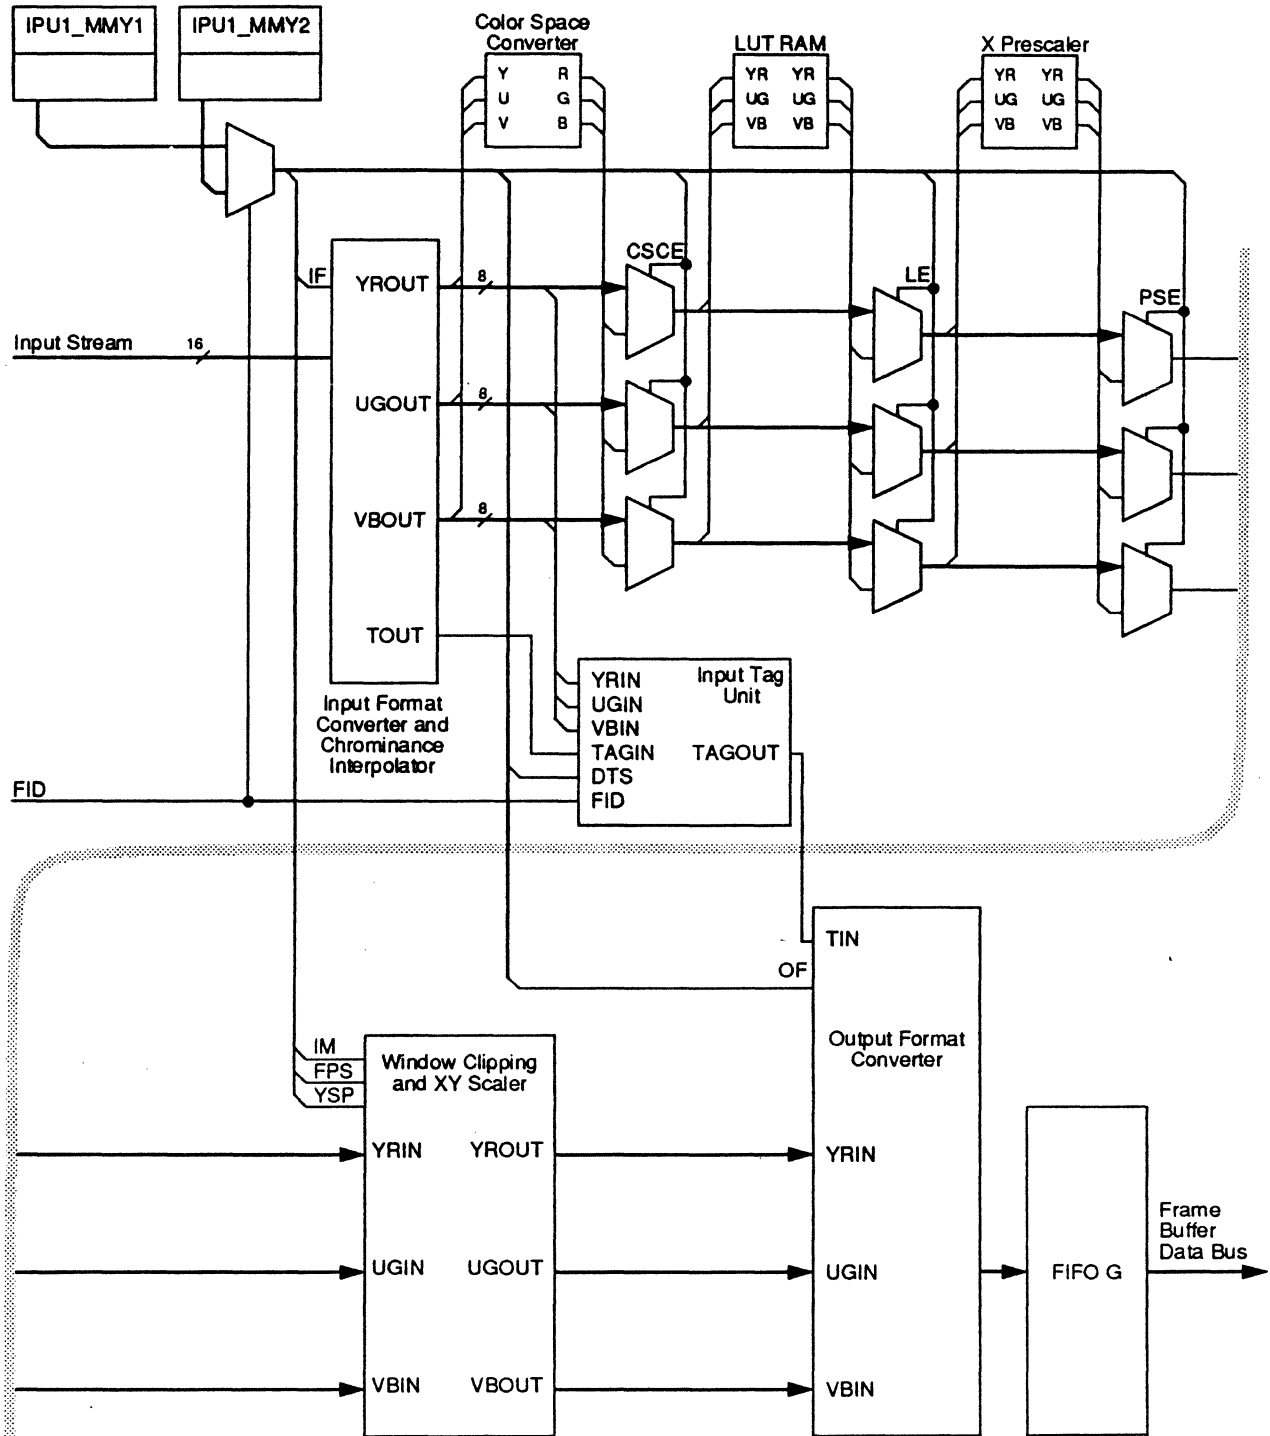 IPU1_MMY1
IPU1_MMY2
Color Space
Converter
Y R
U G
V B
LUT RAM
YR YR
UG UG
VB VB
X Prescaler
YR YR
UG UG
VB VB
CSCE
LE
PSE
IF
YROUT
8
Input Stream
16
UGOUT
8
VBOUT
8
TOUT
Input Format
Converter and
Chrominance
Interpolator
YRIN
UGIN
VBIN
TAGIN
DTS
FID
Input Tag
Unit
TAGOUT
FID
TIN
OF
Output Format
Converter
IM
FPS
YSP
Window Clipping
and XY Scaler
YRIN YROUT
YRIN
UGIN UGOUT
UGIN
VBIN VBOUT
VBIN
FIFO G
Frame
Buffer
Data Bus